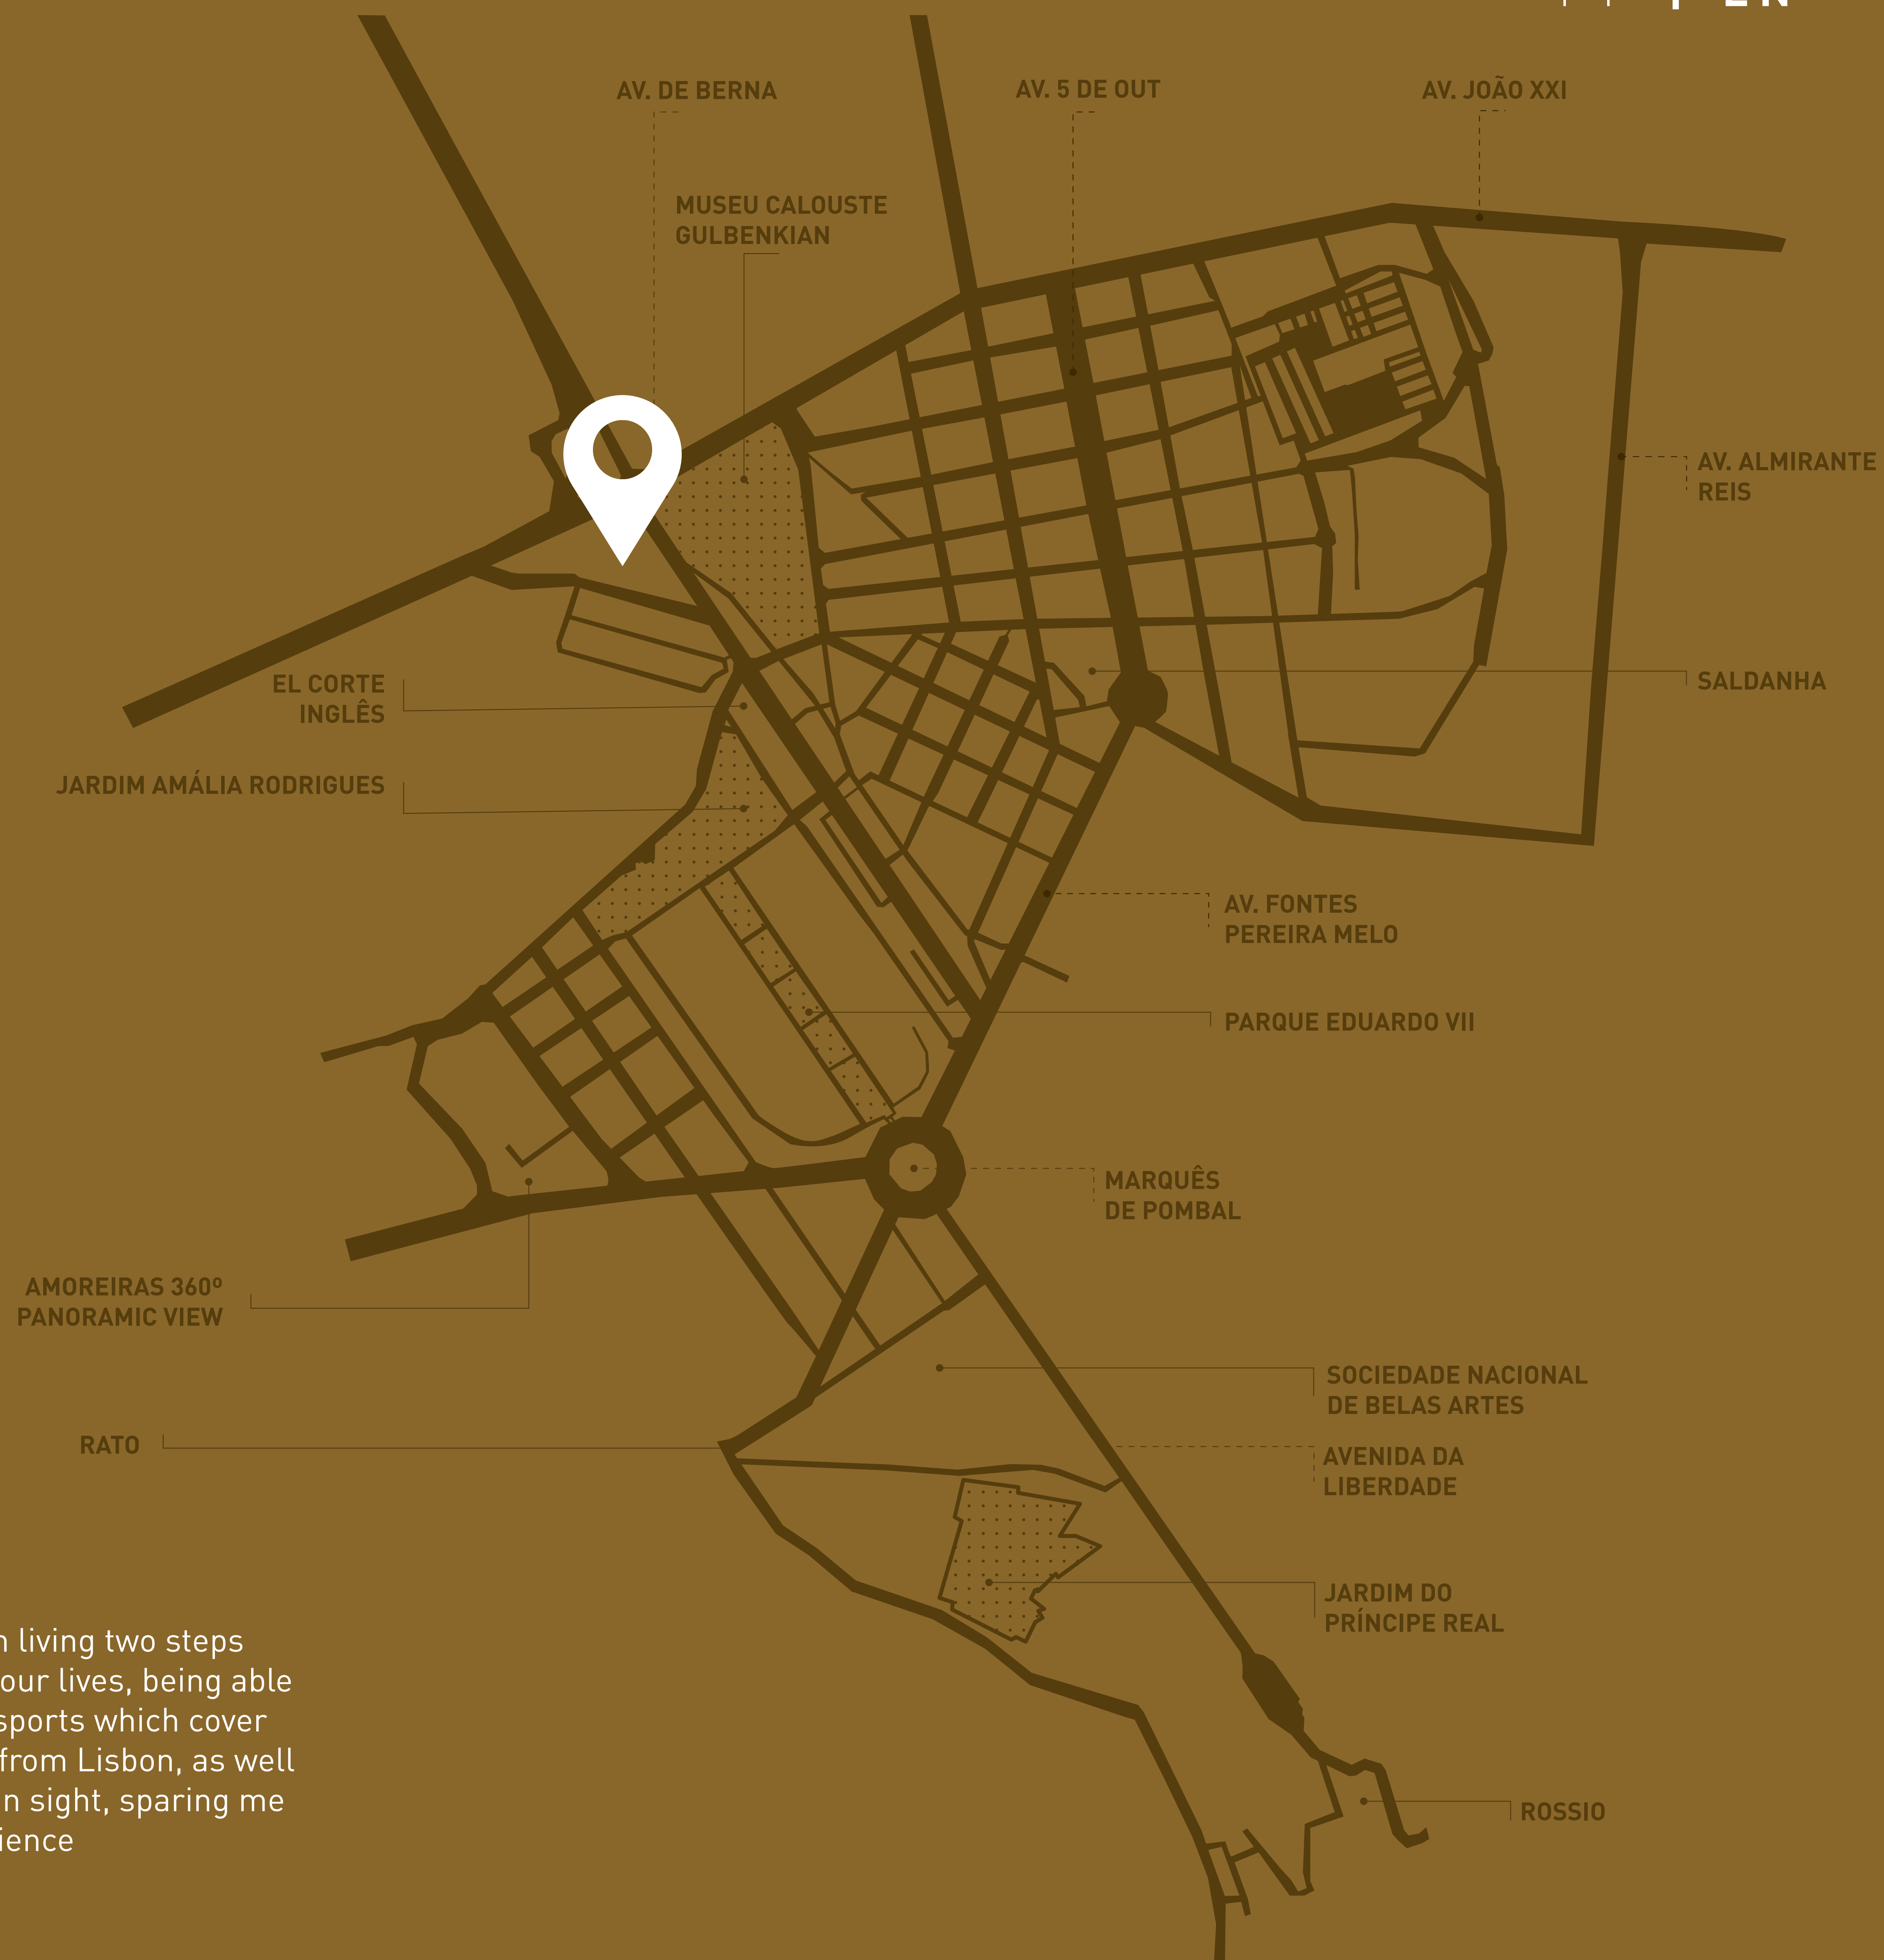 EN
AV. DE BERNA
AV. 5 DE OUT
AV. JOÃO XXI
MUSEU CALOUSTE
GULBENKIAN
AV. ALMIRANTE
REIS
EL CORTE
INGLÊS
SALDANHA
JARDIM AMÁLIA RODRIGUES
AV. FONTES
PEREIRA MELO
PARQUE EDUARDO VII
MARQUÊS
DE POMBAL
AMOREIRAS 360º
PANORAMIC VIEW
SOCIEDADE NACIONAL
DE BELAS ARTES
RATO
AVENIDA DA
LIBERDADE
JARDIM DO
PRÍNCIPE REAL
living two steps
our lives, being able
sports which cover
from Lisbon, as well
n sight, sparing me
ience
ROSSIO